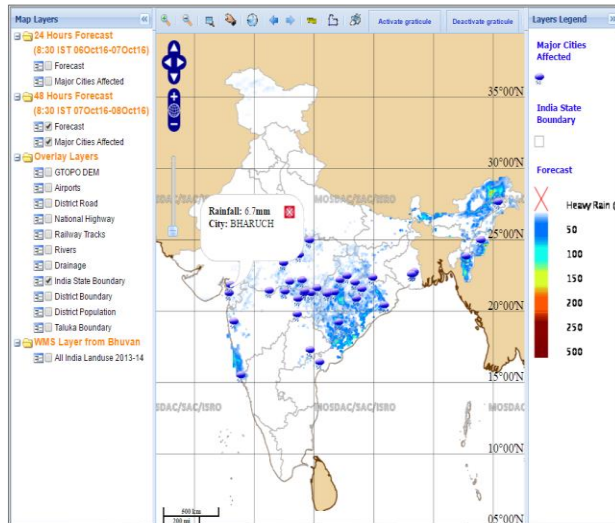 Map Layers
24 Hours Forecast
(8:30 IST 06Oct16-07Oct16)
Forecast
Major Cities Affected
48 Hours Forecast
(8:30 IST 07Oct16-08Oct16)
Forecast
Major Cities Affected
Overlay Layers
GTOPO DEM
Airports
District Road
National Highway
Railway Tracks
Rivers
Drainage
India State Boundary
District Boundary
District Population
Taluka Boundary
WMS Layer from Bhuvan
All India Landuse 2013-14
Activate graticule
Deactivate graticule
35°00'N
30°00'N
25°00'N
20°00'N
15°00'N
10°00'N
05°00'N
MOSDAC/SAC/ISRO
MOSDAC
Rainfall: 6.7mm
City: BHARUCH
MOSDAC/SAC/ISRO
MOSDAC/SAC/ISRO
MOSDAC
500 km
200 mi
Layers Legend
Major Cities
Affected
India State
Boundary
Forecast
Heavy Rain (
50
100
150
200
250
500